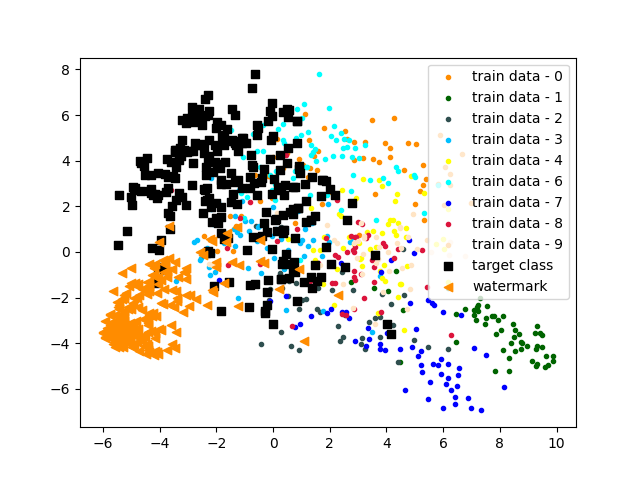 8
6
4
2
0
−2
−4
−6
−6 −4 −2 0 2 4 6 8 10
train data - 0
train data - 1
train data - 2
train data - 3
train data - 4
train data - 6
train data - 7
train data - 8
train data - 9
target class
watermark